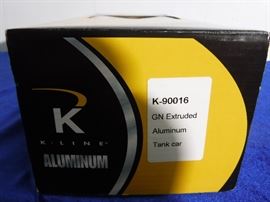 K
K-LINE
ALUMINUM
K-90016
GN Extruded
Aluminum
Tank car